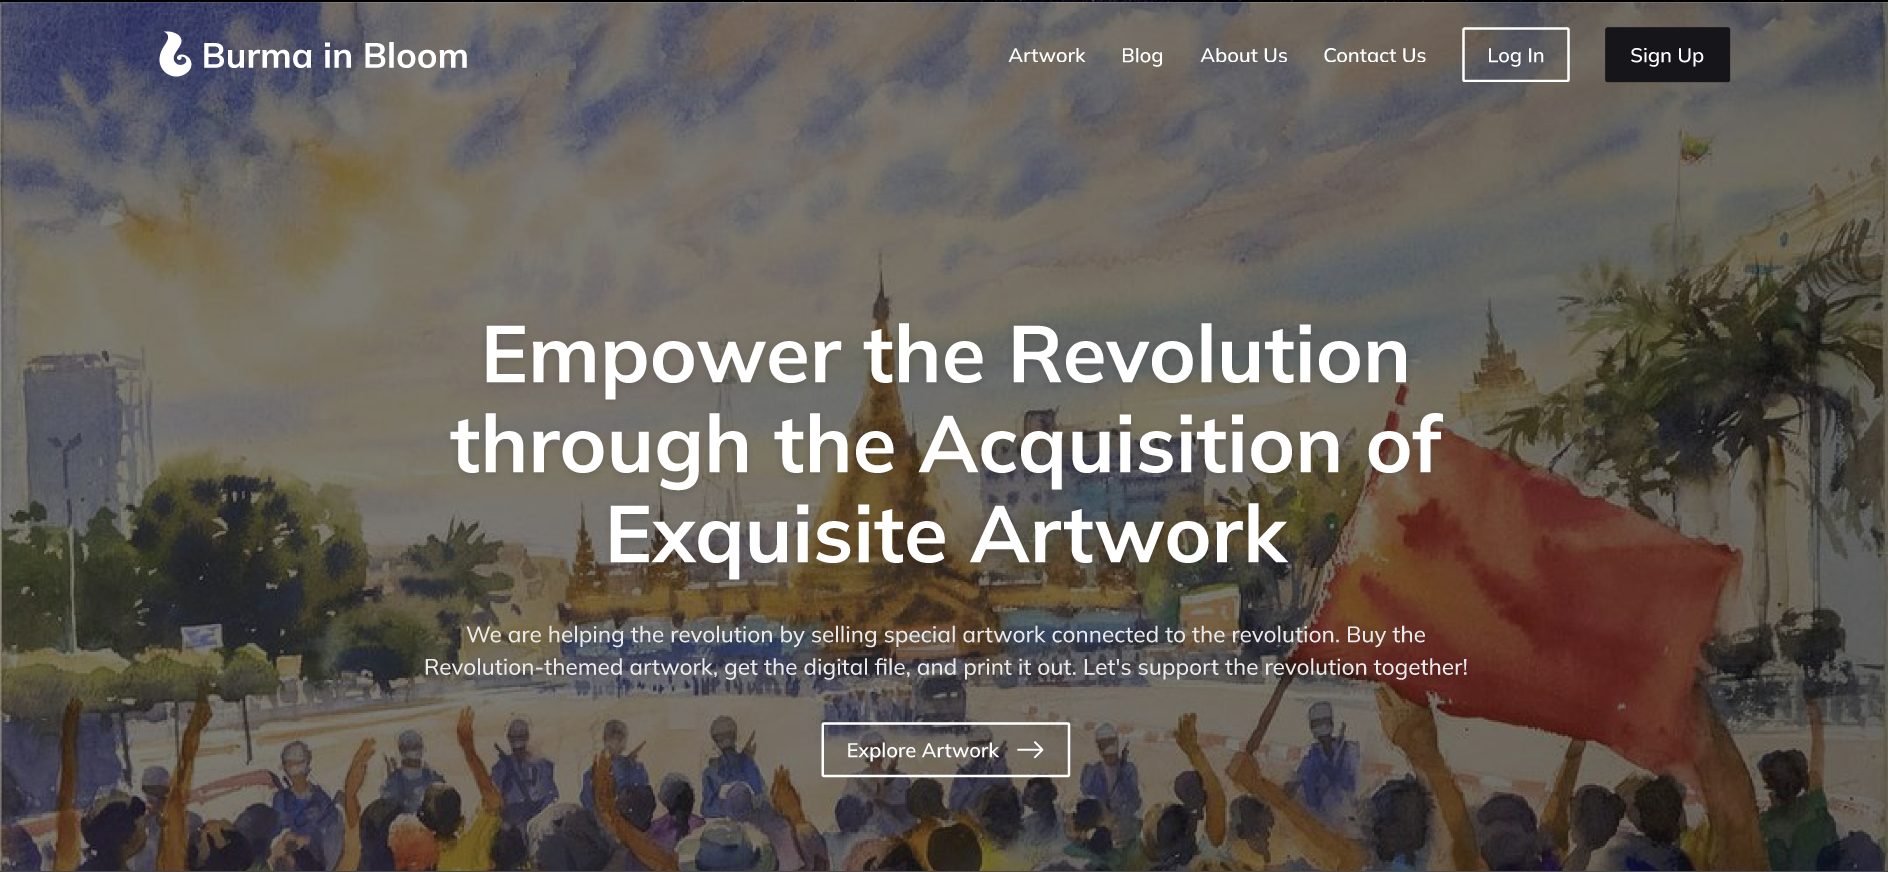 Burma in Bloom
Artwork Blog About Us Contact Us Log In Sign Up
Empower the Revolution
through the Acquisition of
Exquisite Artwork
We are helping the revolution by selling special artwork connected to the revolution. Buy the
Revolution-themed artwork, get the digital file, and print it out. Let's support the revolution together!
Explore Artwork →